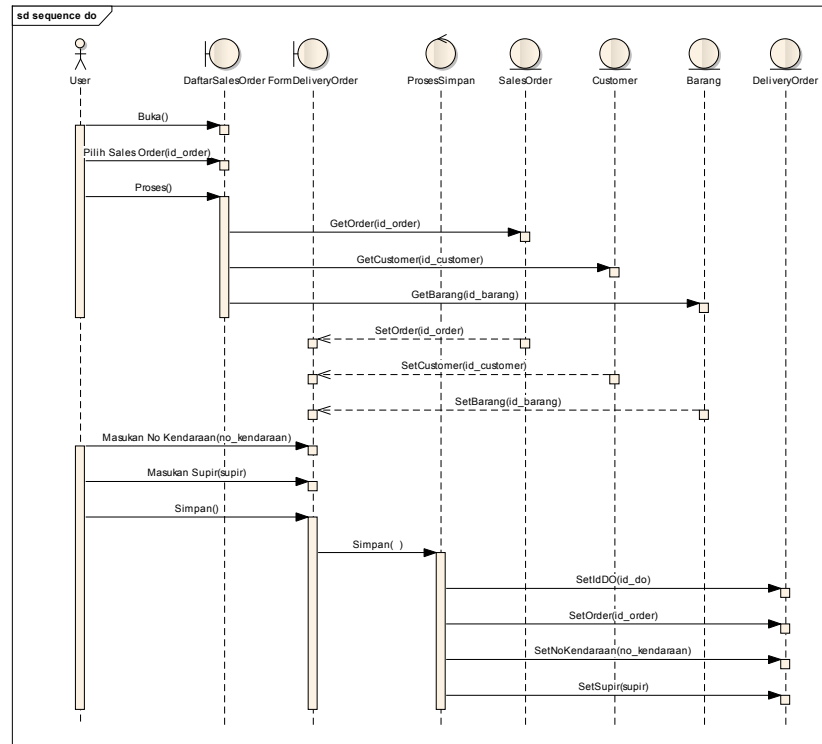 sd sequence do
User
DaftarSalesOrder
FormDeliveryOrder
ProsesSimpan
SalesOrder
Customer
Barang
DeliveryOrder
Buka()
Pilih Sales Order(id_order)
Proses()
GetOrder(id_order)
GetCustomer(id_customer)
GetBarang(id_barang)
SetOrder(id_order)
SetCustomer(id_customer)
SetBarang(id_barang)
Masukan No Kendaraan(no_kendaraan)
Masukan Supir(supir)
Simpan()
Simpan( )
SetIdDO(id_do)
SetOrder(id_order)
SetNoKendaraan(no_kendaraan)
SetSupir(supir)